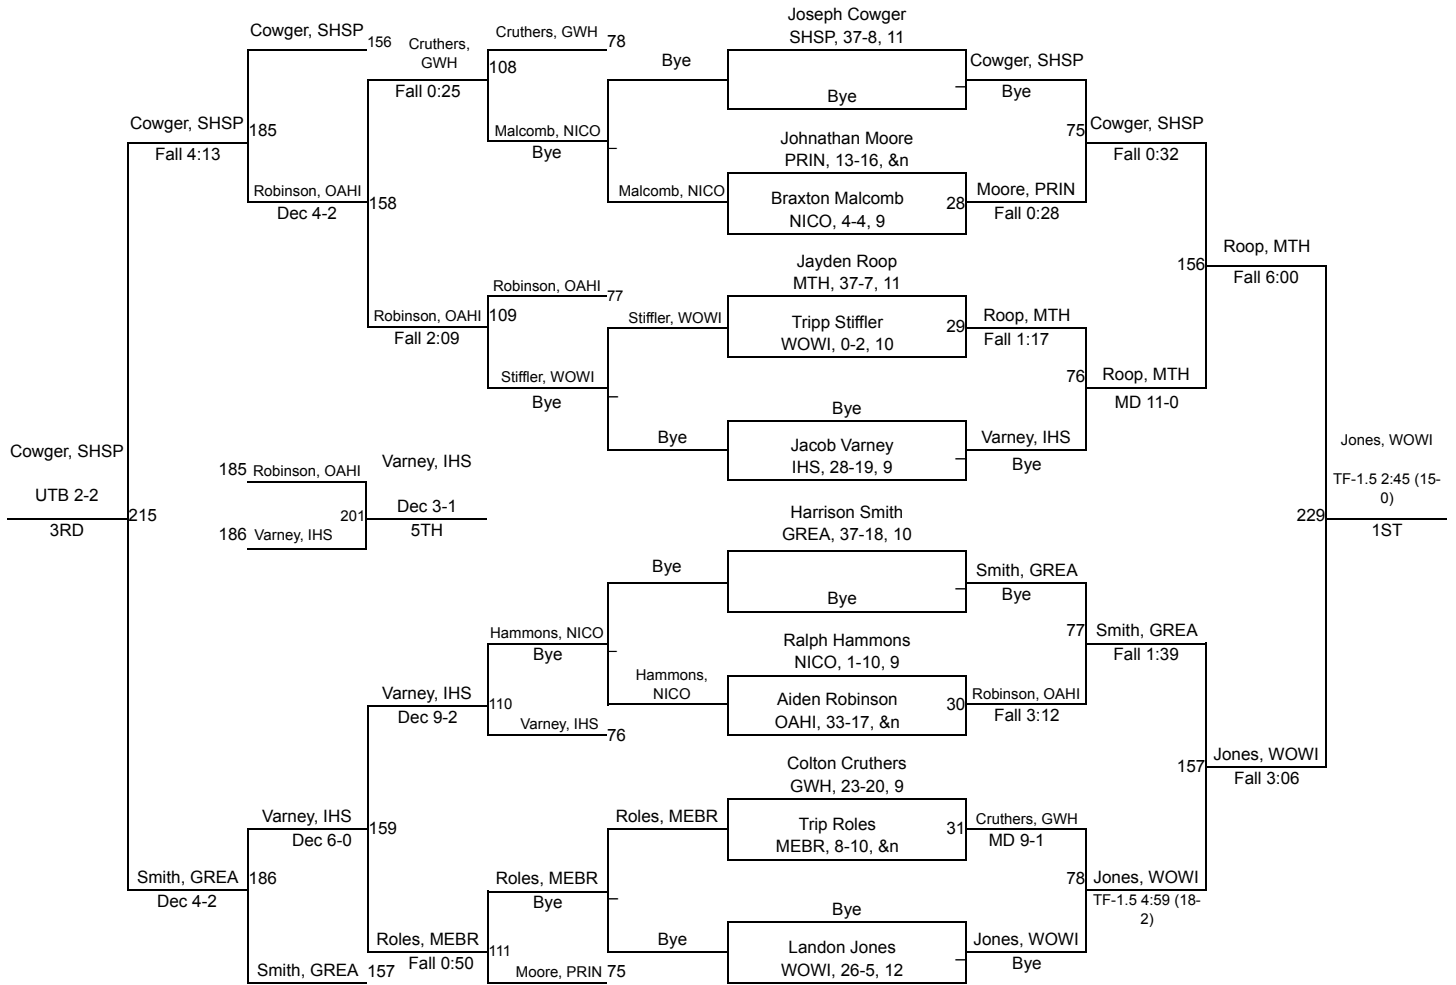 Joseph Cowger
SHSP, 37-8, 11
Bye
Johnathan Moore
PRIN, 13-16, &n
Braxton Malcomb
NICO, 4-4, 9
28
Jayden Roop
MTH, 37-7, 11
Tripp Stiffler
WOWI, 0-2, 10
29
Bye
Jacob Varney
IHS, 28-19, 9
Harrison Smith
GREA, 37-18, 10
Bye
Ralph Hammons
NICO, 1-10, 9
Aiden Robinson
OAHI, 33-17, &n
30
Colton Cruthers
GWH, 23-20, 9
Trip Roles
MEBR, 8-10, &n
31
Bye
Landon Jones
WOWI, 26-5, 12
Cowger, SHSP
Bye
75
Moore, PRIN
Fall 0:28
Roop, MTH
Fall 1:17
76
Varney, IHS
Bye
Smith, GREA
Bye
77
Robinson, OAHI
Fall 3:12
Cruthers, GWH
MD 9-1
78
Jones, WOWI
Bye
Cowger, SHSP
Fall 0:32
156
Roop, MTH
MD 11-0
Smith, GREA
Fall 1:39
157
Jones, WOWI
TF-1.5 4:59 (18-
2)
Roop, MTH
Fall 6:00
229
Jones, WOWI
Fall 3:06
Jones, WOWI
TF-1.5 2:45 (15-
0)
1ST
Bye
Malcomb, NICO
Stiffler, WOWI
Bye
Bye
Hammons,
NICO
Roles, MEBR
Bye
Cruthers, GWH
78
108
Malcomb, NICO
Bye
Robinson, OAHI
77
109
Stiffler, WOWI
Bye
Hammons, NICO
Bye
110
Varney, IHS
76
Roles, MEBR
Bye
111
Moore, PRIN
75
Cruthers,
GWH
Fall 0:25
158
Robinson, OAHI
Fall 2:09
Varney, IHS
Dec 9-2
159
Roles, MEBR
Fall 0:50
Cowger, SHSP
156
185
Robinson, OAHI
Dec 4-2
Varney, IHS
Dec 6-0
186
Smith, GREA
157
Cowger, SHSP
Fall 4:13
215
Smith, GREA
Dec 4-2
Cowger, SHSP
UTB 2-2
3RD
185
Robinson, OAHI
201
186
Varney, IHS
Varney, IHS
Dec 3-1
5TH